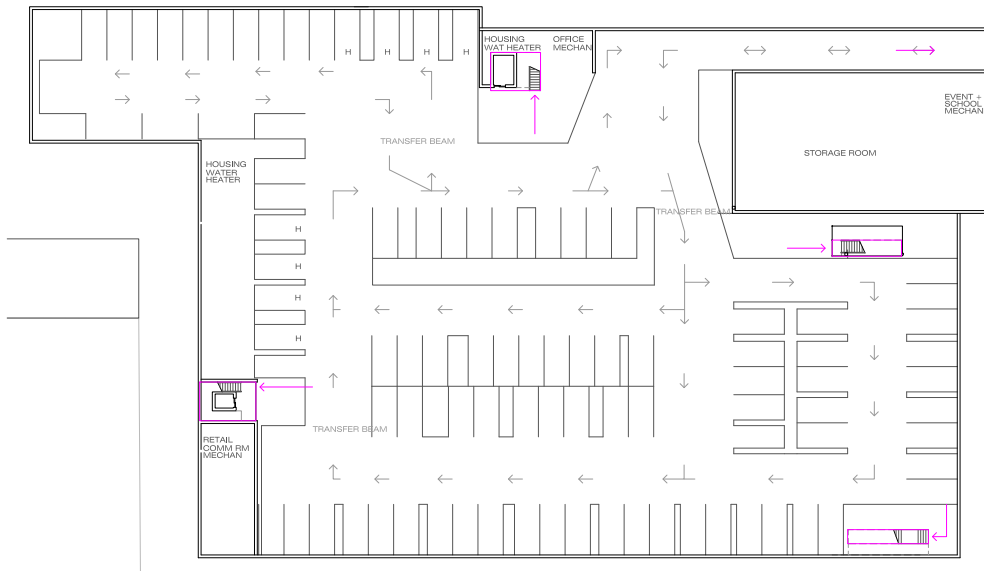 HOUSING
WAT HEATER
OFFICE
MECHAN
H
H
H
H
EVENT +
SCHOOL
MECHAN
TRANSFER BEAM
STORAGE ROOM
HOUSING
WATER
HEATER
TRANSFER BEAM
H
H
H
H
TRANSFER BEAM
RETAIL
COMM RM
MECHAN